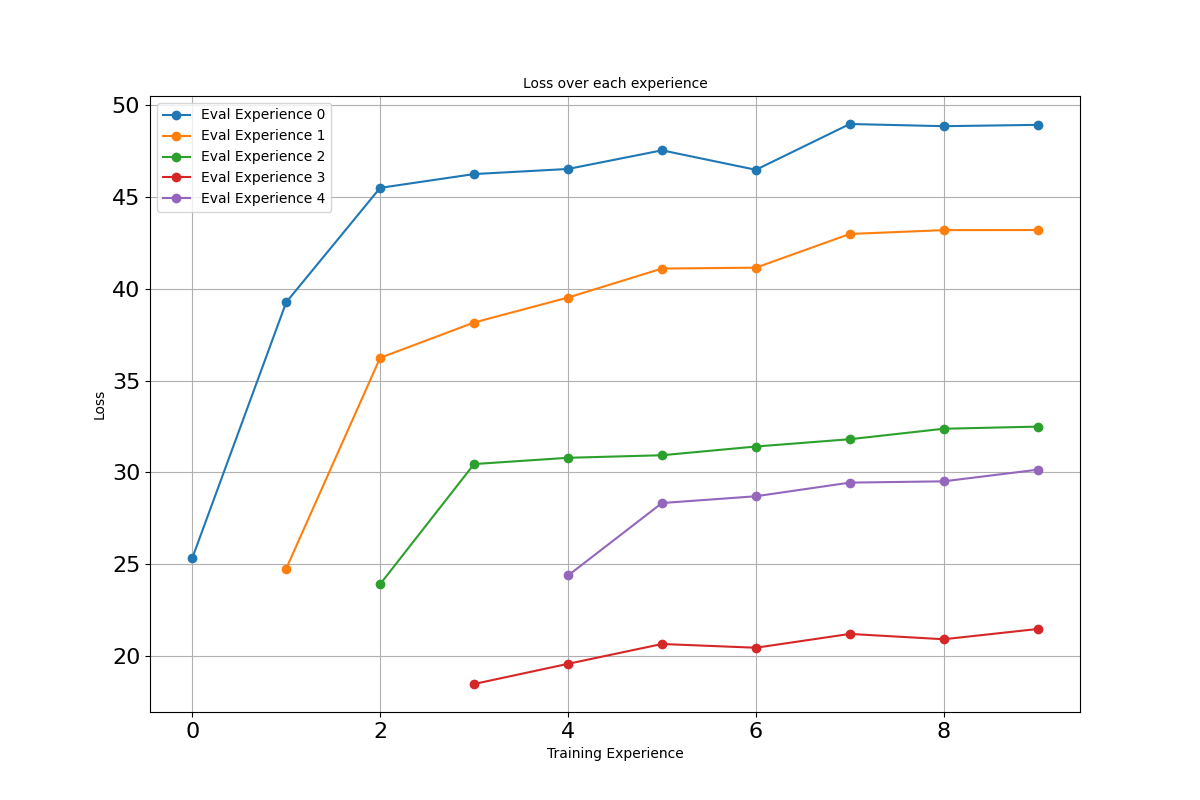 Loss over each experience
50
45
40
35
30
25
20
Loss
Eval Experience 0
Eval Experience 1
Eval Experience 2
Eval Experience 3
Eval Experience 4
0 2 4 6 8
Training Experience